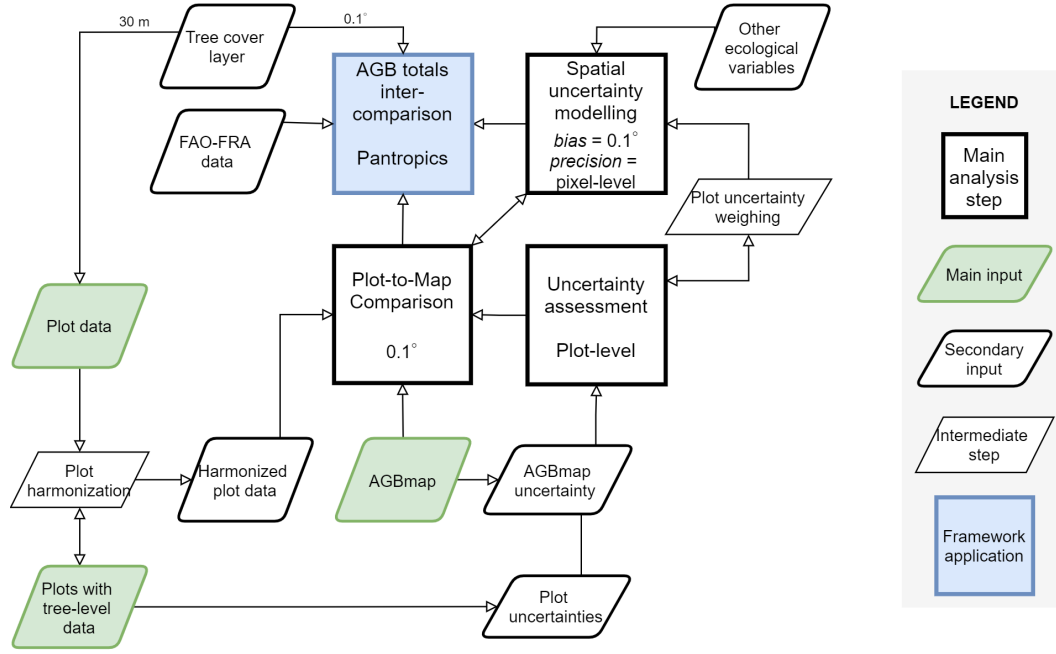 30 m
0.1°
Tree cover
layer
AGB totals
inter-
comparison
Pantropics
Spatial
uncertainty
modelling
bias = 0.1°
precision =
pixel-level
Other
ecological
variables
FAO-FRA
data
Plot uncertainty
weighing
Plot data
Plot-to-Map
Comparison
0.1°
Uncertainty
assessment
Plot-level
Plot
harmonization
Harmonized
plot data
AGBmap
AGBmap
uncertainty
Plots with
tree-level
data
Plot
uncertainties
LEGEND
Main
analysis
step
Main input
Secondary
input
Intermediate
step
Framework
application